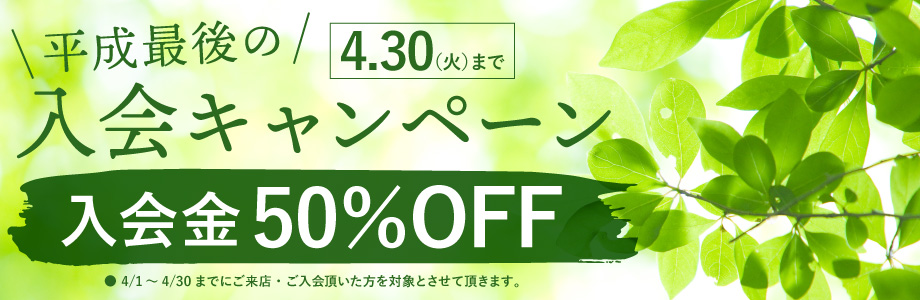 \ 平成最後の /
4.30(火)まで
入会キャンペーン
入会金 50%OFF
● 4/1~4/30までにご来店・ご入会頂いた方を対象とさせて頂きます。